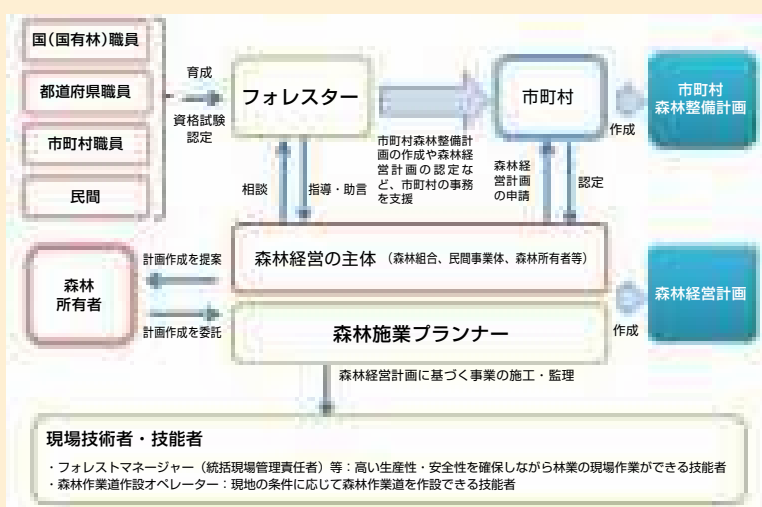 国(国有林)職員
都道府県職員
市町村職員
民間
育成
資格試験
認定
フォレスター
市町村
作成
市町村
森林整備計画
市町村森林整備計
画の作成や森林経
営計画の認定な
ど、市町村の事務
を支援
相談
指導・助言
森林経
営計画
の申請
認定
森林
所有者
計画作成を提案
計画作成を委託
森林経営の主体 (森林組合、民間事業体、森林所有者等)
森林施業プランナー
作成
森林経営計画
森林経営計画に基づく事業の施工・監理
現場技術者・技能者
・フォレストマネージャー(統括現場管理責任者)等:高い生産性・安全性を確保しながら林業の現場作業ができる技能者
・森林作業道作設オペレーター:現地の条件に応じて森林作業道を作設できる技能者